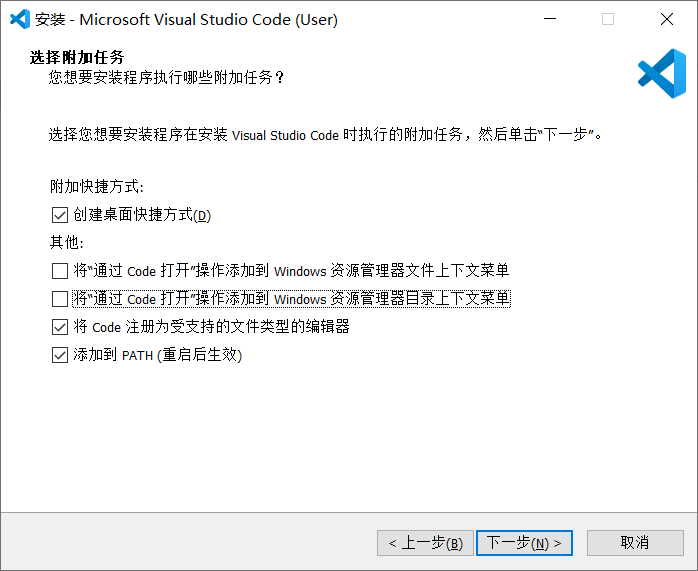 安装 - Microsoft Visual Studio Code (User)
选择附加任务
您想要安装程序执行哪些附加任务？
选择您想要安装程序在安装 Visual Studio Code 时执行的附加任务，然后单击“下一步”。
附加快捷方式:
创建桌面快捷方式(D)
其他:
将“通过 Code 打开”操作添加到 Windows 资源管理器文件上下文菜单
将“通过 Code 打开”操作添加到 Windows 资源管理器目录上下文菜单
将 Code 注册为受支持的文件类型的编辑器
添加到 PATH (重启后生效)
< 上一步(B) 下一步(N) > 取消